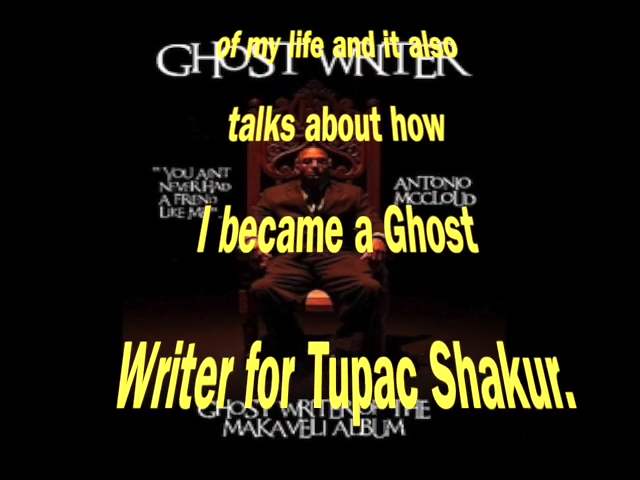 of my life and it also
GHOST WRITER
talks about how
"YOU AINT
NEVER HAD
A FRIEND
LIKE ME"...
ANTONIO
MCCLOUD
I became a Ghost
Writer for Tupac Shakur.
GHOST WRITER OF THE
MAKAVELI ALBUM